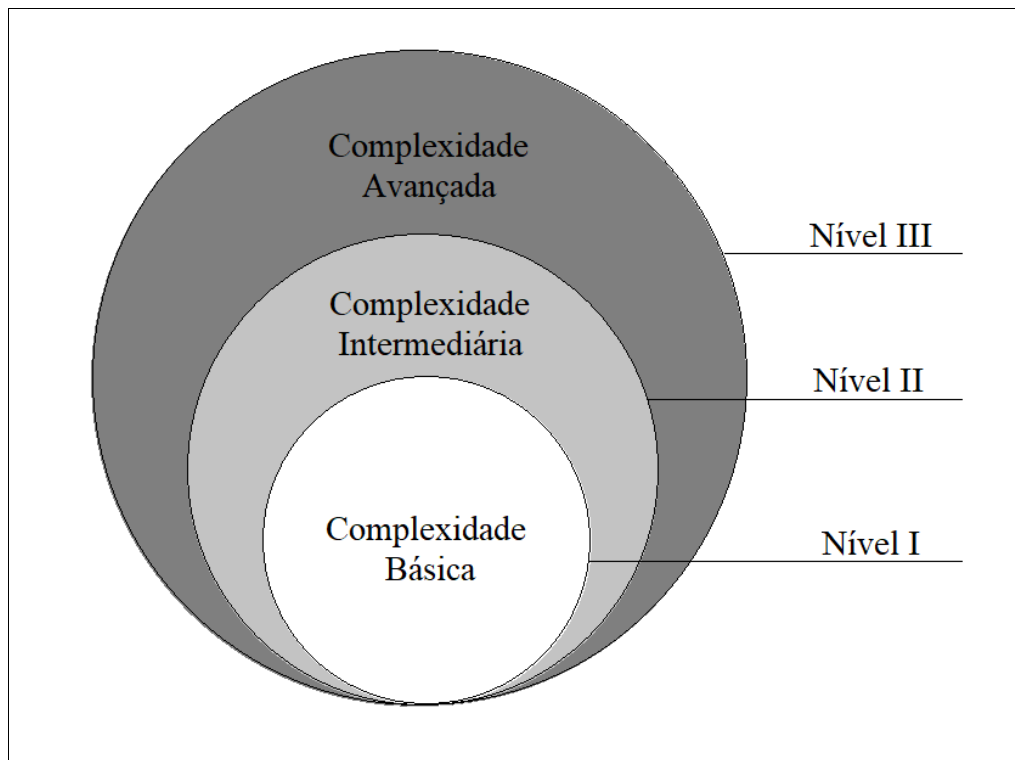 Complexidade
Avançada
Nível III
Complexidade
Intermediária
Nível II
Complexidade
Básica
Nível I